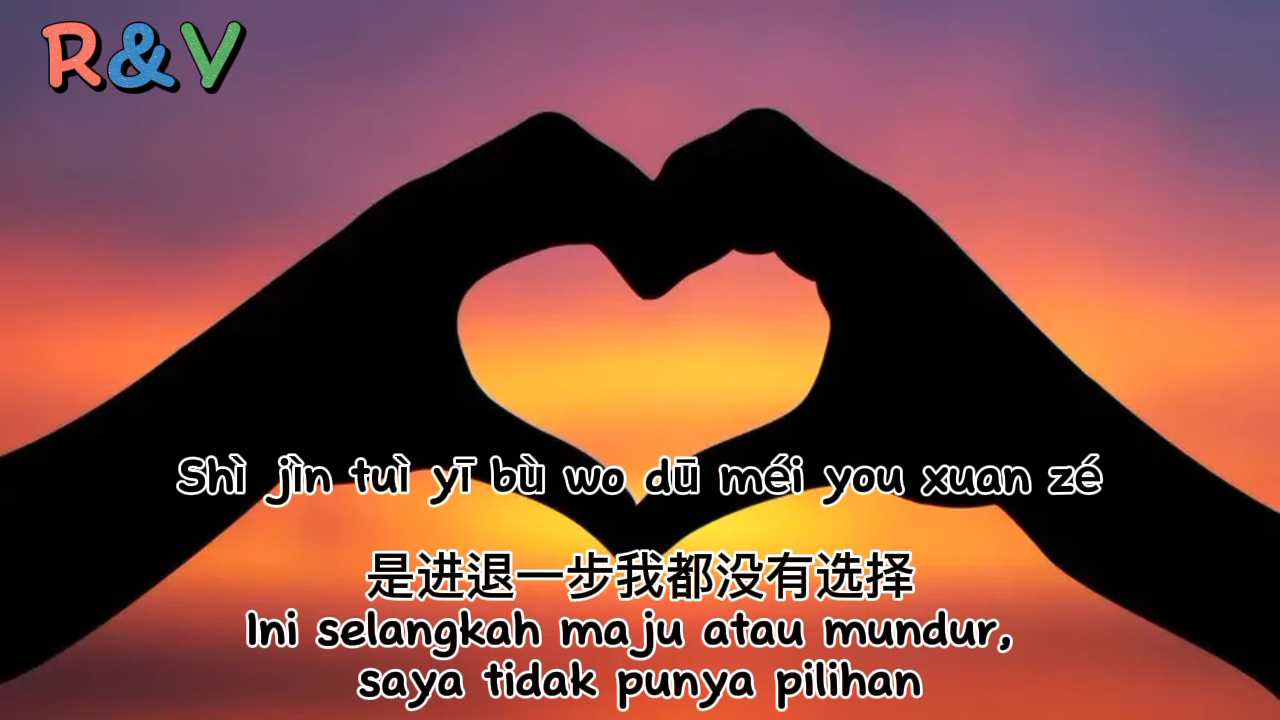 R&V
Shì jìn tuì yī bù wo dū méi you xuan zé
是进退一步我都没有选择
Ini selangkah maju atau mundur,
saya tidak punya pilihan